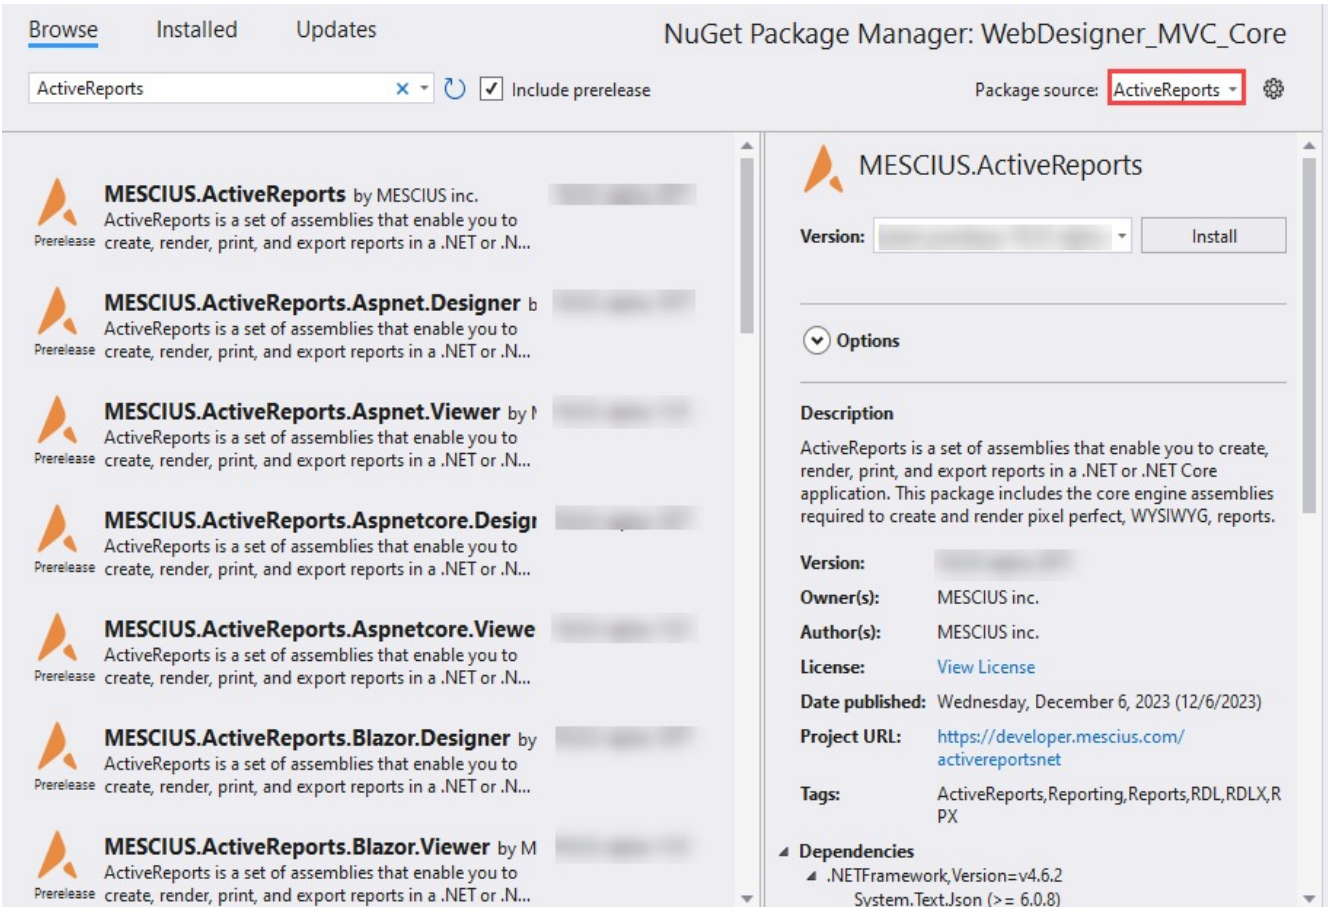 Browse Installed Updates NuGet Package Manager: WebDesigner_MVC_Core
ActiveReports Include prerelease Package source: ActiveReports
MESCIUS.ActiveReports by MESCIUS inc.
ActiveReports is a set of assemblies that enable you to
Prerelease create, render, print, and export reports in a .NET or .N...
MESCIUS.ActiveReports.Aspnet.Designer b
ActiveReports is a set of assemblies that enable you to
Prerelease create, render, print, and export reports in a .NET or .N...
MESCIUS.ActiveReports.Aspnet.Viewer by
ActiveReports is a set of assemblies that enable you to
Prerelease create, render, print, and export reports in a .NET or .N...
MESCIUS.ActiveReports.Aspnetcore.Desigr
ActiveReports is a set of assemblies that enable you to
Prerelease create, render, print, and export reports in a .NET or .N...
MESCIUS.ActiveReports.Aspnetcore.Viewe
ActiveReports is a set of assemblies that enable you to
Prerelease create, render, print, and export reports in a .NET or .N...
MESCIUS.ActiveReports.Blazor.Designer by
ActiveReports is a set of assemblies that enable you to
Prerelease create, render, print, and export reports in a .NET or .N...
MESCIUS.ActiveReports.Blazor.Viewer by M
ActiveReports is a set of assemblies that enable you to
Prerelease create, render, print, and export reports in a .NET or .N...
MESCIUS.ActiveReports
Version: Install
Options
Description
ActiveReports is a set of assemblies that enable you to create,
render, print, and export reports in a .NET or .NET Core
application. This package includes the core engine assemblies
required to create and render pixel perfect, WYSIWYG, reports.
Version:
Owner(s): MESCIUS inc.
Author(s): MESCIUS inc.
License: View License
Date published: Wednesday, December 6, 2023 (12/6/2023)
Project URL: https://developer.mescius.com/
activereportsnet
Tags: ActiveReports,Reporting,Reports,RDL,RDLX,R
PX
Dependencies
.NETFramework,Version=v4.6.2
System.Text.Json (>= 6.0.8)